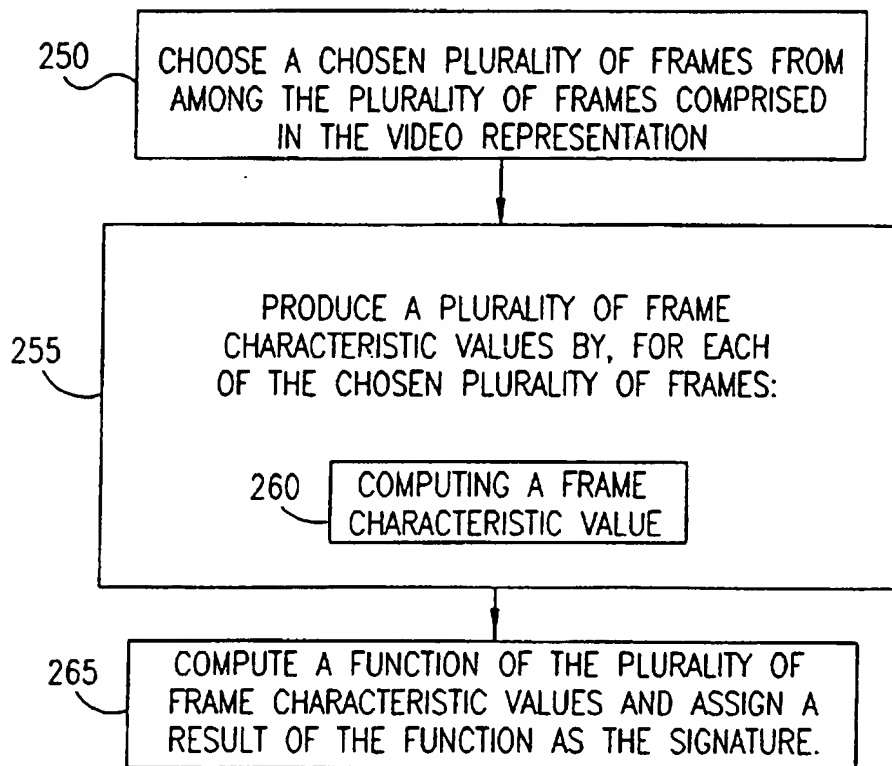 250
CHOOSE A CHOSEN PLURALITY OF FRAMES FROM
AMONG THE PLURALITY OF FRAMES COMPRISED
IN THE VIDEO REPRESENTATION
PRODUCE A PLURALITY OF FRAME
CHARACTERISTIC VALUES BY, FOR EACH
OF THE CHOSEN PLURALITY OF FRAMES:
255
260
COMPUTING A FRAME
CHARACTERISTIC VALUE
265
COMPUTE A FUNCTION OF THE PLURALITY OF
FRAME CHARACTERISTIC VALUES AND ASSIGN A
RESULT OF THE FUNCTION AS THE SIGNATURE.